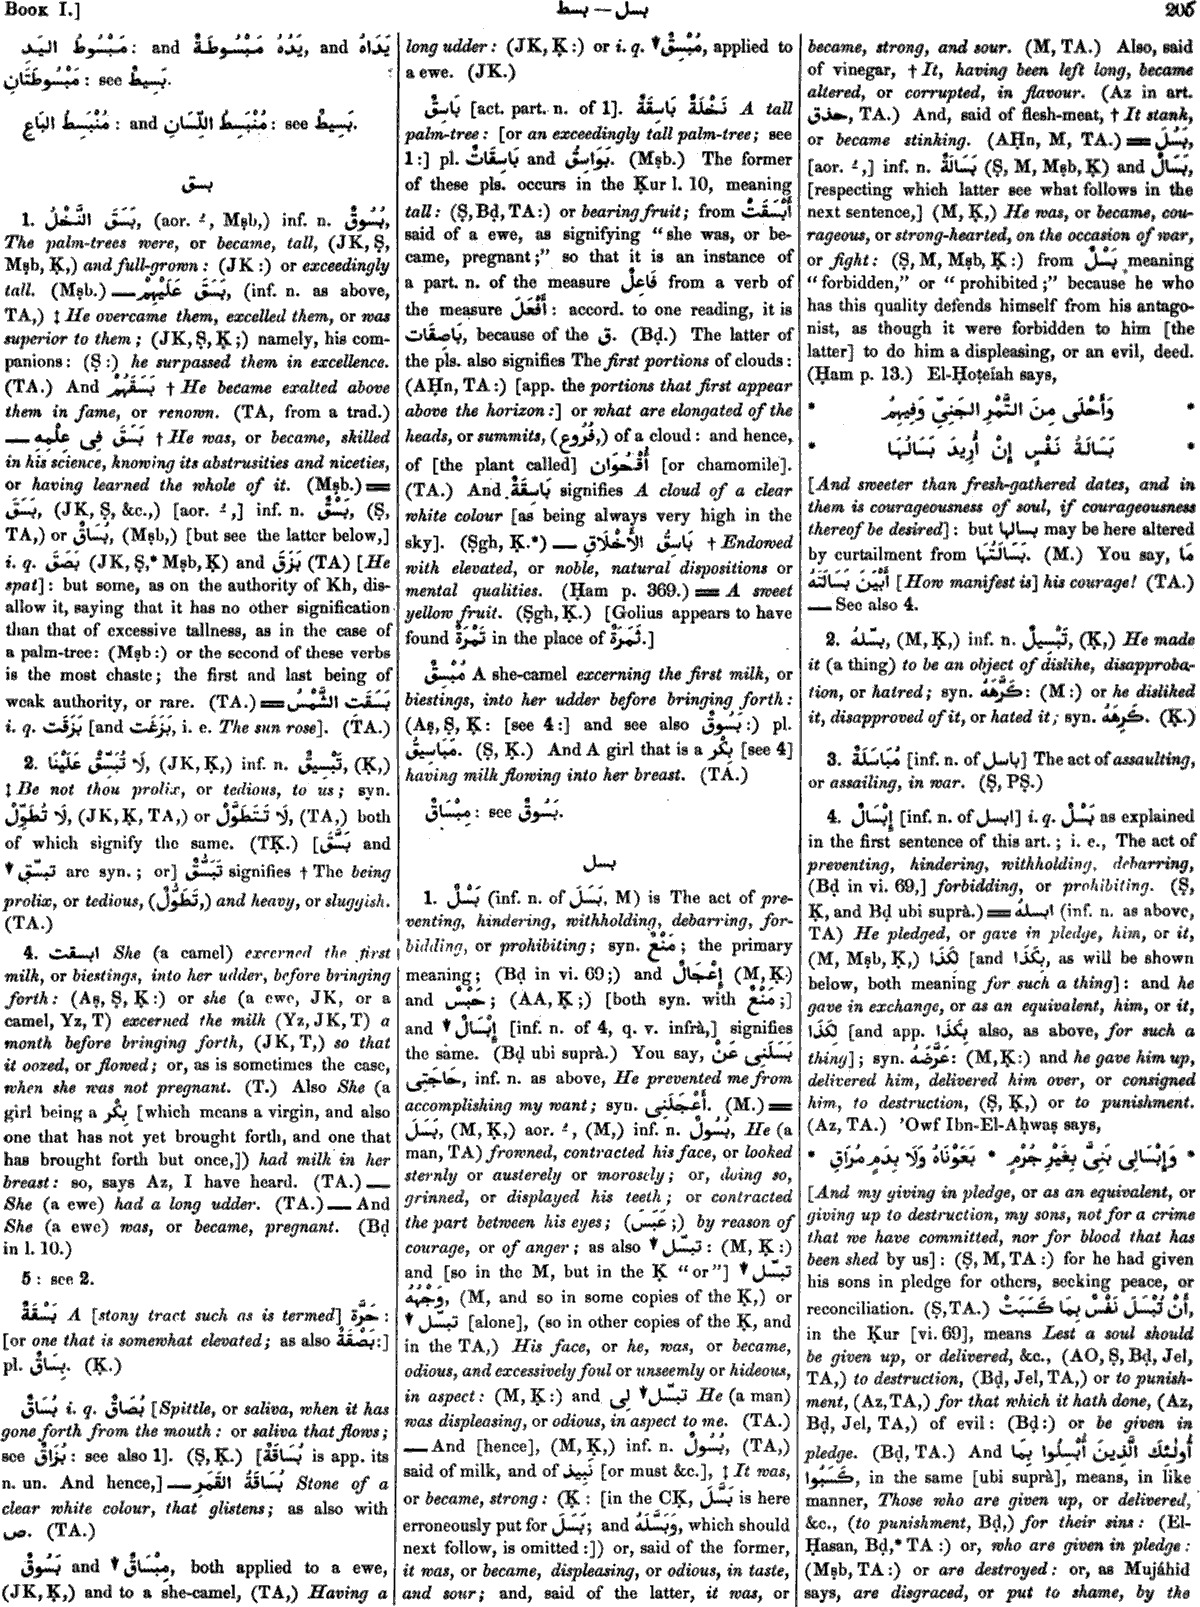 BOOK I.]
بسل — بسط
205
مَبْسُوطُ اليَدِ: and يَدُهُ مَبْسُوطَةٌ, and يَدَاهُ
مَبْسُوطَتَانِ: see بَسِيطٌ.
مُنْبَسِطُ البَاعِ: and مُنْبَسِطُ اللِّسَانِ: see بَسِيطٌ.
بسق
1. بَسَقَ النَّخْلُ, (aor. ـُ, Mṣb,) inf. n. بُسُوقٌ,
The palm-trees were, or became, tall, (JK, Ṣ,
Mṣb, Ḳ,) and full-grown: (JK:) or exceedingly
tall. (Mṣb.) — بَسَقَ عَلَيْهِمْ, (inf. n. as above,
TA,) ‡ He overcame them, excelled them, or was
superior to them; (JK, Ṣ, Ḳ;) namely, his com-
panions: (Ṣ:) he surpassed them in excellence.
(TA.) And بَسَقَهُمْ † He became exalted above
them in fame, or renown. (TA, from a trad.)
— بَسَقَ فِى عِلْمِهِ † He was, or became, skilled
in his science, knowing its abstrusities and niceties,
or having learned the whole of it. (Mṣb.) ==
بَسَقَ, (JK, Ṣ, &c.,) [aor. ـُ,] inf. n. بَسْقٌ, (Ṣ,
TA,) or بُسَاقٌ, (Mṣb,) [but see the latter below,]
i. q. بَصَقَ (JK, Ṣ,* Mṣb, Ḳ) and بَزَقَ (TA) [He
spat]: but some, as on the authority of Kh, dis-
allow it, saying that it has no other signification
than that of excessive tallness, as in the case of
a palm-tree: (Mṣb:) or the second of these verbs
is the most chaste; the first and last being of
weak authority, or rare. (TA.) == بَسَقَتِ الشَّمْسُ
i. q. بَزَقَت [and بَزَغَت, i. e. The sun rose]. (TA.)
2. لَا تُبَسِّقْ عَلَيْنَا, (JK, Ḳ,) inf. n. تَبْسِيقٌ, (Ḳ,)
‡ Be not thou prolix, or tedious, to us; syn.
لَا تُطَوِّلْ, (JK, Ḳ, TA,) or لَا تَتَطَوَّلْ, (TA,) both
of which signify the same. (TḲ.) [بَسَّقَ and
▼ تبسّق are syn.; or] تَبَسُّقٌ signifies † The being
prolix, or tedious, (تَطَوُّلٌ,) and heavy, or sluggish.
(TA.)
4. ابسقت She (a camel) excerned the first
milk, or biestings, into her udder, before bringing
forth: (Aṣ, Ṣ, Ḳ:) or she (a ewe, JK, or a
camel, Yz, T) excerned the milk (Yz, JK, T) a
month before bringing forth, (JK, T,) so that
it oozed, or flowed; or, as is sometimes the case,
when she was not pregnant. (T.) Also She (a
girl being a بِكْر [which means a virgin, and also
one that has not yet brought forth, and one that
has brought forth but once,]) had milk in her
breast: so, says Az, I have heard. (TA.) —
She (a ewe) had a long udder. (TA.) — And
She (a ewe) was, or became, pregnant. (Bḍ
in l. 10.)
5: see 2.
بَسْقَةٌ A [stony tract such as is termed] حَرَّة:
[or one that is somewhat elevated; as also بَصْقَةٌ:]
pl. بِسَاقٌ. (Ḳ.)
بُسَاقٌ i. q. بُصَاقٌ [Spittle, or saliva, when it has
gone forth from the mouth: or saliva that flows;
see بُزَاقٌ: see also 1]. (Ṣ, Ḳ.) [بُسَاقَةٌ is app. its
n. un. And hence,] — بُسَاقَةُ القَمَرِ Stone of a
clear white colour, that glistens; as also with
ص. (TA.)
بَسُوقٌ and ▼ مِبْسَاقٌ, both applied to a ewe,
(JK, Ḳ,) and to a she-camel, (TA,) Having a
long udder: (JK, Ḳ:) or i. q. ▼ مُبْسِقٌ, applied to
a ewe. (JK.)
بَاسِقٌ [act. part. n. of 1]. نَخْلَةٌ بَاسِقَةٌ A tall
palm-tree: [or an exceedingly tall palm-tree; see
1:] pl. بَاسِقَاتٌ and بَوَاسِقُ. (Mṣb.) The former
of these pls. occurs in the Ḳur l. 10, meaning
tall: (Ṣ, Bḍ, TA:) or bearing fruit; from أَبْسَقَتْ
said of a ewe, as signifying "she was, or be-
came, pregnant;" so that it is an instance of
a part. n. of the measure فَاعِلٌ from a verb of
the measure أَفْعَلَ: accord. to one reading, it is
بَاصِقَات, because of the ق. (Bḍ.) The latter of
the pls. also signifies The first portions of clouds:
(AḤn, TA:) [app. the portions that first appear
above the horizon:] or what are elongated of the
heads, or summits, (فُرُوع,) of a cloud: and hence,
of [the plant called] أُقْحُوَان [or chamomile].
(TA.) And بَاسِقَةٌ signifies A cloud of a clear
white colour [as being always very high in the
sky]. (Ṣgh, Ḳ.*) — بَاسِقُ الأَخْلَاقِ † Endowed
with elevated, or noble, natural dispositions or
mental qualities. (Ḥam p. 369.) == A sweet
yellow fruit. (Ṣgh, Ḳ.) [Golius appears to have
found تَمْرَةٌ in the place of ثَمَرَةٌ.]
مُبْسِقٌ A she-camel excerning the first milk, or
biestings, into her udder before bringing forth:
(Aṣ, Ṣ, Ḳ: [see 4:] and see also بَسُوقٌ:) pl.
مَبَاسِيقُ. (Ṣ, Ḳ.) And A girl that is a بِكْر [see 4]
having milk flowing into her breast. (TA.)
مِبْسَاقٌ: see بَسُوقٌ.
بسل
1. بَسْلٌ (inf. n. of بَسَلَ, M) is The act of pre-
venting, hindering, withholding, debarring, for-
bidding, or prohibiting; syn. مَنْعٌ; the primary
meaning; (Bḍ in vi. 69;) and إِعْجَالٌ (M, Ḳ)
and حَبْسٌ; (AA, Ḳ;) [both syn. with مَنْعٌ;]
and ▼ إِبْسَالٌ [inf. n. of 4, q. v. infrà,] signifies
the same. (Bḍ ubi suprà.) You say, بَسَلَنِى عَنْ
حَاجَتِى, inf. n. as above, He prevented me from
accomplishing my want; syn. أَعْجَلَنِى. (M.) ==
بَسَلَ, (M, Ḳ,) aor. ـُ, (M,) inf. n. بُسُولٌ, He (a
man, TA) frowned, contracted his face, or looked
sternly or austerely or morosely; or, doing so,
grinned, or displayed his teeth; or contracted
the part between his eyes; (عَبَسَ;) by reason of
courage, or of anger; as also ▼ تبسّل: (M, Ḳ:)
and [so in the M, but in the Ḳ "or"] ▼ تبسّل
وَجْهُهُ, (M, and so in some copies of the Ḳ,) or
▼ تبسّل [alone], (so in other copies of the Ḳ, and
in the TA,) His face, or he, was, or became,
odious, and excessively foul or unseemly or hideous,
in aspect: (M, Ḳ:) and ▼ تبسّل لِى He (a man)
was displeasing, or odious, in aspect to me. (TA.)
— And [hence], (M, Ḳ,) inf. n. بُسُولٌ, (TA,)
said of milk, and of نَبِيذ [or must &c.], ‡ It was,
or became, strong: (Ḳ: [in the CḲ, بَسَّلَ is here
erroneously put for بَسَلَ; and وَبَسَّلَهُ, which should
next follow, is omitted:]) or, said of the former,
it was, or became, displeasing, or odious, in taste,
and sour; and, said of the latter, it was, or
became, strong, and sour. (M, TA.) Also, said
of vinegar, † It, having been left long, became
altered, or corrupted, in flavour. (Az in art.
حذق, TA.) And, said of flesh-meat, † It stank,
or became stinking. (AḤn, M, TA.) == بَسُلَ,
[aor. ـُ,] inf. n. بَسَالَةٌ (Ṣ, M, Mṣb, Ḳ) and بَسَالٌ,
[respecting which latter see what follows in the
next sentence,] (M, Ḳ,) He was, or became, cou-
rageous, or strong-hearted, on the occasion of war,
or fight: (Ṣ, M, Mṣb, Ḳ:) from بَسْلٌ meaning
"forbidden," or "prohibited;" because he who
has this quality defends himself from his antago-
nist, as though it were forbidden to him [the
latter] to do him a displeasing, or an evil, deed.
(Ḥam p. 13.) El-Ḥoṭeiah says,
* وَأَحْلَى مِنَ التَّمْرِ الجَنِىِّ وَفِيهِمُ *
* بَسَالَةُ نَفْسٍ إِنْ أُرِيدَ بَسَالُهَا *
[And sweeter than fresh-gathered dates, and in
them is courageousness of soul, if courageousness
thereof be desired]: but بسالها may be here altered
by curtailment from بَسَالَتُهَا. (M.) You say, مَا
أَبْيَنَ بَسَالَتَهُ [How manifest is] his courage! (TA.)
— See also 4.
2. بسّلهُ, (M, Ḳ,) inf. n. تَبْسِيلٌ, (Ḳ,) He made
it (a thing) to be an object of dislike, disapproba-
tion, or hatred; syn. كَرَّهَهُ: (M:) or he disliked
it, disapproved of it, or hated it; syn. كَرِهَهُ. (Ḳ.)
3. مُبَاسَلَةٌ [inf. n. of باسل] The act of assaulting,
or assailing, in war. (Ṣ, PṢ.)
4. إِبْسَالٌ [inf. n. of ابسل] i. q. بَسْلٌ as explained
in the first sentence of this art.; i. e., The act of
preventing, hindering, withholding, debarring,
(Bḍ in vi. 69,] forbidding, or prohibiting. (Ṣ,
Ḳ, and Bḍ ubi suprà.) == ابسلهُ (inf. n. as above,
TA) He pledged, or gave in pledge, him, or it,
(M, Mṣb, Ḳ,) لِكَذَا [and بِكَذَا, as will be shown
below, both meaning for such a thing]: and he
gave in exchange, or as an equivalent, him, or it,
لِكَذَا [and app. بِكَذَا also, as above, for such a
thing]; syn. عَرَّضَهُ: (M, Ḳ:) and he gave him up,
delivered him, delivered him over, or consigned
him, to destruction, (Ṣ, Ḳ,) or to punishment.
(Az, TA.) 'Owf Ibn-El-Aḥwaṣ says,
* وَإِبْسَالِى بَنِىَّ بِغَيْرِ جُرْمٍ * بَعَوْنَاهُ وَلَا بِدَمٍ مُرَاقِ *
[And my giving in pledge, or as an equivalent, or
giving up to destruction, my sons, not for a crime
that we have committed, nor for blood that has
been shed by us]: (Ṣ, M, TA:) for he had given
his sons in pledge for others, seeking peace, or
reconciliation. (Ṣ, TA.) أَنْ تُبْسَلَ نَفْسٌ بِمَا كَسَبَتْ,
in the Ḳur [vi. 69], means Lest a soul should
be given up, or delivered, &c., (AO, Ṣ, Bḍ, Jel,
TA,) to destruction, (Bḍ, Jel, TA,) or to punish-
ment, (Az, TA,) for that which it hath done, (Az,
Bḍ, Jel, TA,) of evil: (Bḍ:) or be given in
pledge. (Bḍ, TA.) And أُولٰئِكَ الَّذِينَ أُبْسِلُوا بِمَا
كَسَبُوا, in the same [ubi suprà], means, in like
manner, Those who are given up, or delivered,
&c., (to punishment, Bḍ,) for their sins: (El-
Ḥasan, Bḍ,* TA:) or, who are given in pledge:
(Mṣb, TA:) or are destroyed: or, as Mujáhid
says, are disgraced, or put to shame, by the